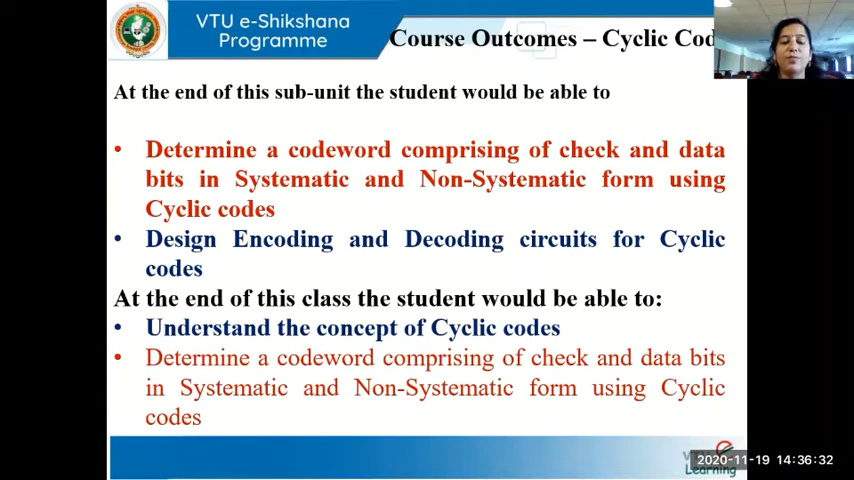 VTU e-Shikshana
Programme
Course Outcomes – Cyclic Cod
At the end of this sub-unit the student would be able to
• Determine a codeword comprising of check and data
bits in Systematic and Non-Systematic form using
Cyclic codes
• Design Encoding and Decoding circuits for Cyclic
codes
At the end of this class the student would be able to:
• Understand the concept of Cyclic codes
• Determine a codeword comprising of check and data bits
in Systematic and Non-Systematic form using Cyclic
codes
2020-11-19 14:36:32
Learning